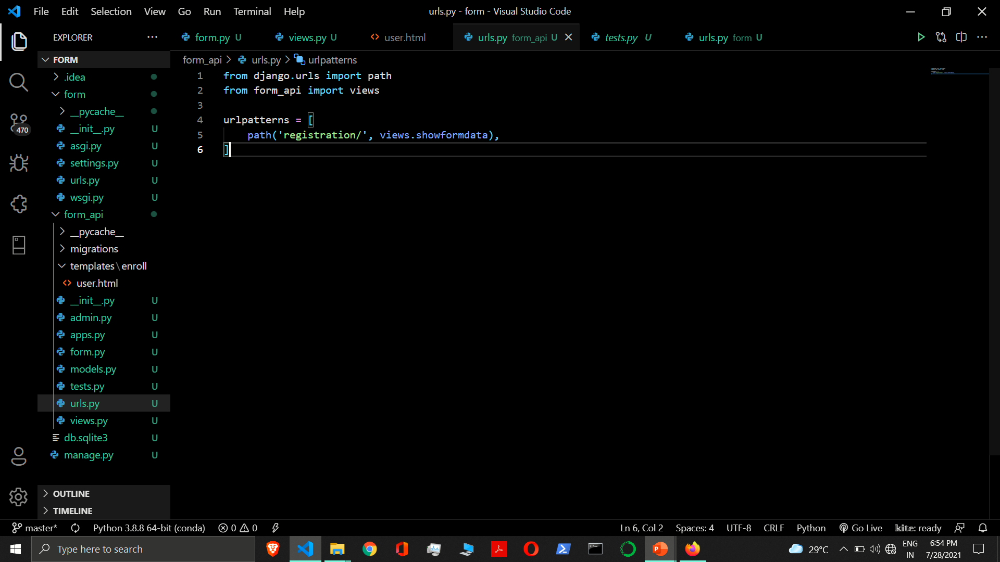 File Edit Selection View Go Run Terminal Help
urls.py - form - Visual Studio Code
EXPLORER
form.py U
views.py U
user.html
urls.py form_api U
tests.py U
urls.py form U
FORM
.idea
form
__pycache__
__init__.py U
asgi.py U
settings.py U
urls.py U
wsgi.py U
form_api
__pycache__
migrations
templates\enroll
user.html
__init__.py U
admin.py U
apps.py U
form.py U
models.py U
tests.py U
urls.py U
views.py U
db.sqlite3 U
manage.py U
OUTLINE
TIMELINE
470
form_api > urls.py > urlpatterns
1 from django.urls import path
2 from form_api import views
3
4 urlpatterns = [
5 path('registration/', views.showformdata),
6 ]
master* Python 3.8.8 64-bit (conda) 0 0 Ln 6, Col 2 Spaces: 4 UTF-8 CRLF Python Go Live kite: ready
Type here to search
29°C
ENG
IN
6:54 PM
7/28/2021